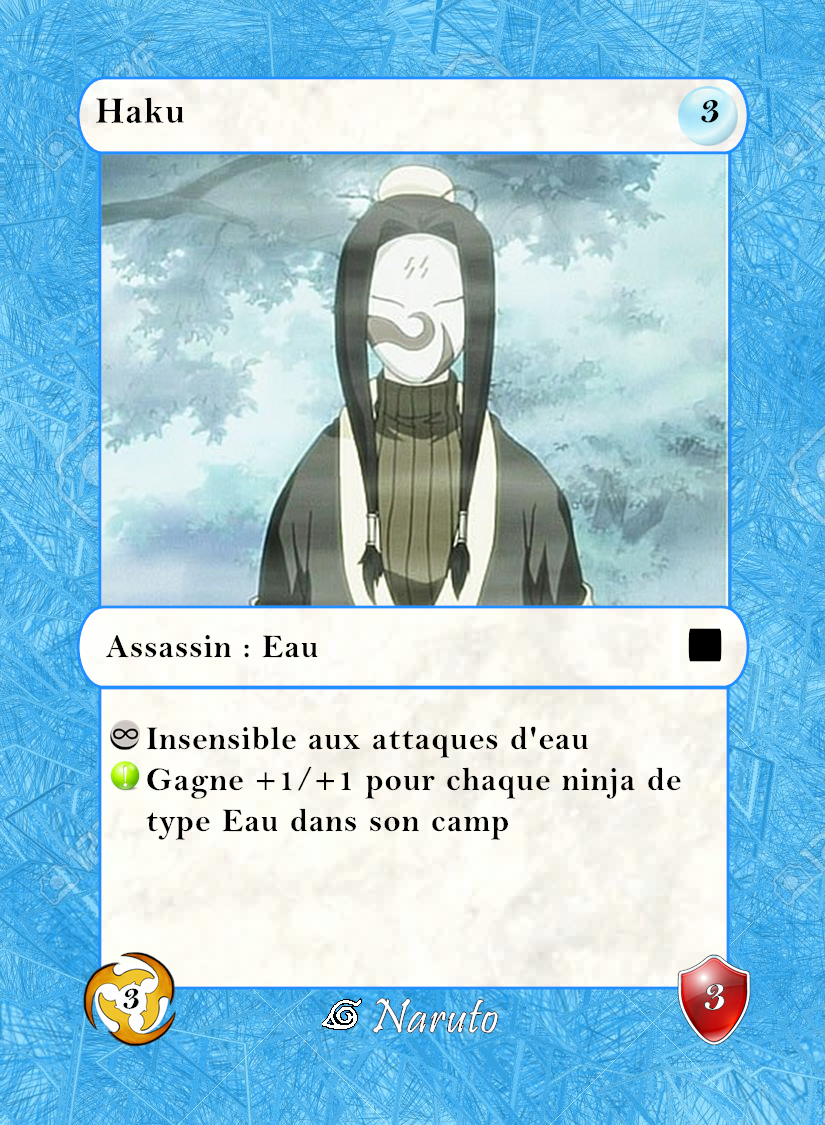 Haku
3
Assassin : Eau
Insensible aux attaques d'eau
Gagne +1/+1 pour chaque ninja de
type Eau dans son camp
3
Naruto
3